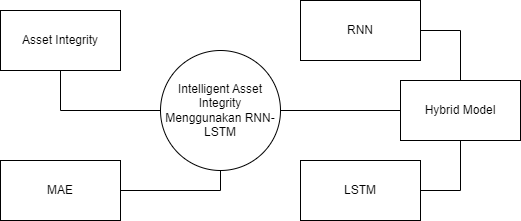 Asset Integrity
RNN
Intelligent Asset
Integrity
Menggunakan RNN-
LSTM
Hybrid Model
MAE
LSTM